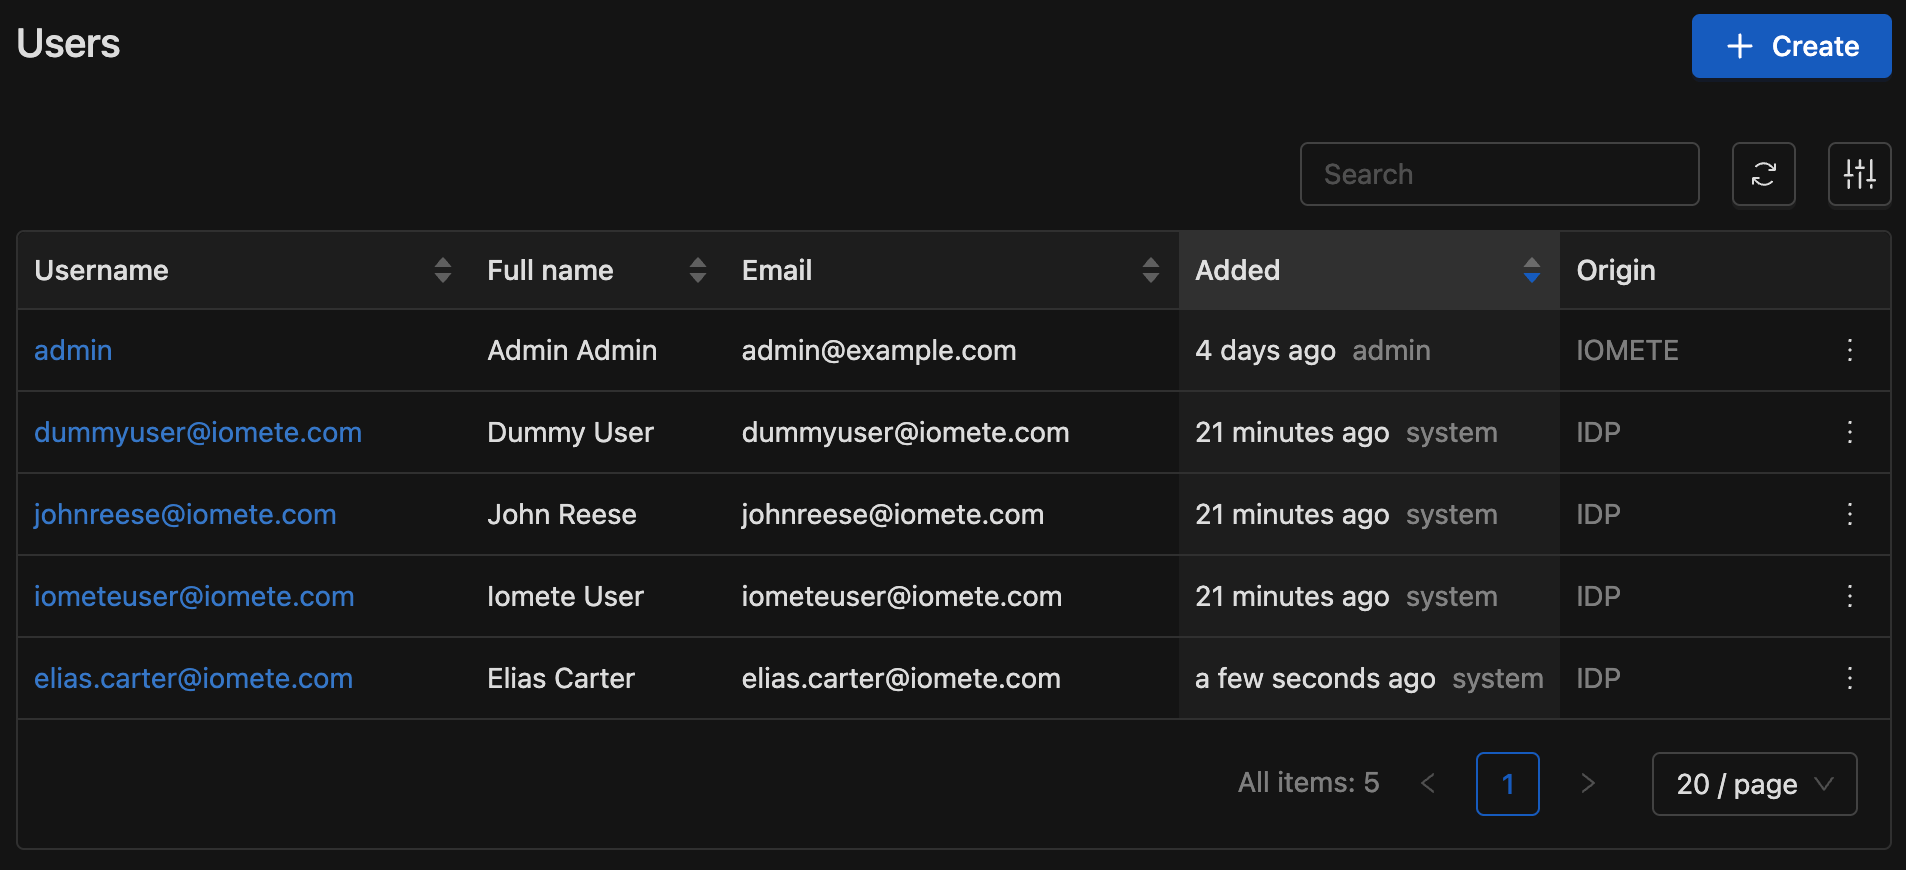 Users
+ Create
Search
Username Full name Email Added Origin
admin Admin Admin admin@example.com 4 days ago admin IOMETE
dummyuser@iomete.com Dummy User dummyuser@iomete.com 21 minutes ago system IDP
johnreese@iomete.com John Reese johnreese@iomete.com 21 minutes ago system IDP
iometeuser@iomete.com Iomete User iometeuser@iomete.com 21 minutes ago system IDP
elias.carter@iomete.com Elias Carter elias.carter@iomete.com a few seconds ago system IDP
All items: 5 < 1 > 20 / page